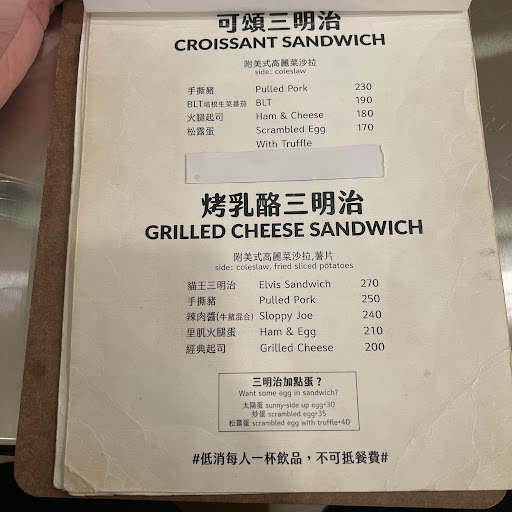 可頌三明治
CROISSANT SANDWICH
附美式高麗菜沙拉
side: coleslaw
手撕豬 Pulled Pork 230
BLT培根生菜番茄 BLT 190
火腿起司 Ham & Cheese 180
松露蛋 Scrambled Egg 170
With Truffle
烤乳酪三明治
GRILLED CHEESE SANDWICH
附美式高麗菜沙拉,薯片
side: coleslaw, fried sliced potatoes
貓王三明治 Elvis Sandwich 270
手撕豬 Pulled Pork 250
辣肉醬(牛豬混合) Sloppy Joe 240
里肌火腿蛋 Ham & Egg 210
經典起司 Grilled Cheese 200
三明治加點蛋？
Want some egg in sandwich?
太陽蛋 sunny-side up egg+30
炒蛋 scrambled egg+35
松露蛋 scrambled egg with truffle+40
#低消每人一杯飲品，不可抵餐費#